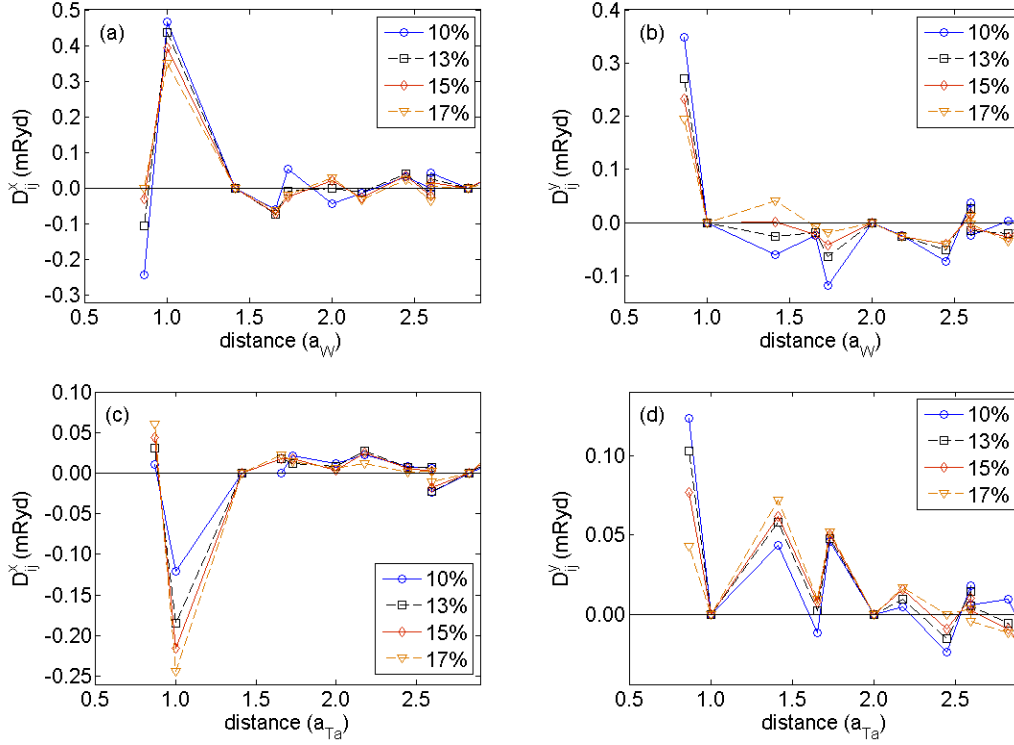 (a)
D_ij^x (mRyd)
0.5
0.4
0.3
0.2
0.1
0.0
-0.1
-0.2
-0.3
0.5 1.0 1.5 2.0 2.5
distance (a_W)
10%
13%
15%
17%
(b)
D_ij^y (mRyd)
0.4
0.3
0.2
0.1
0.0
-0.1
0.5 1.0 1.5 2.0 2.5
distance (a_W)
10%
13%
15%
17%
(c)
D_ij^x (mRyd)
0.10
0.05
0.00
-0.05
-0.10
-0.15
-0.20
-0.25
0.5 1.0 1.5 2.0 2.5
distance (a_Ta)
10%
13%
15%
17%
(d)
D_ij^y (mRyd)
0.10
0.05
0.00
0.5 1.0 1.5 2.0 2.5
distance (a_Ta)
10%
13%
15%
17%